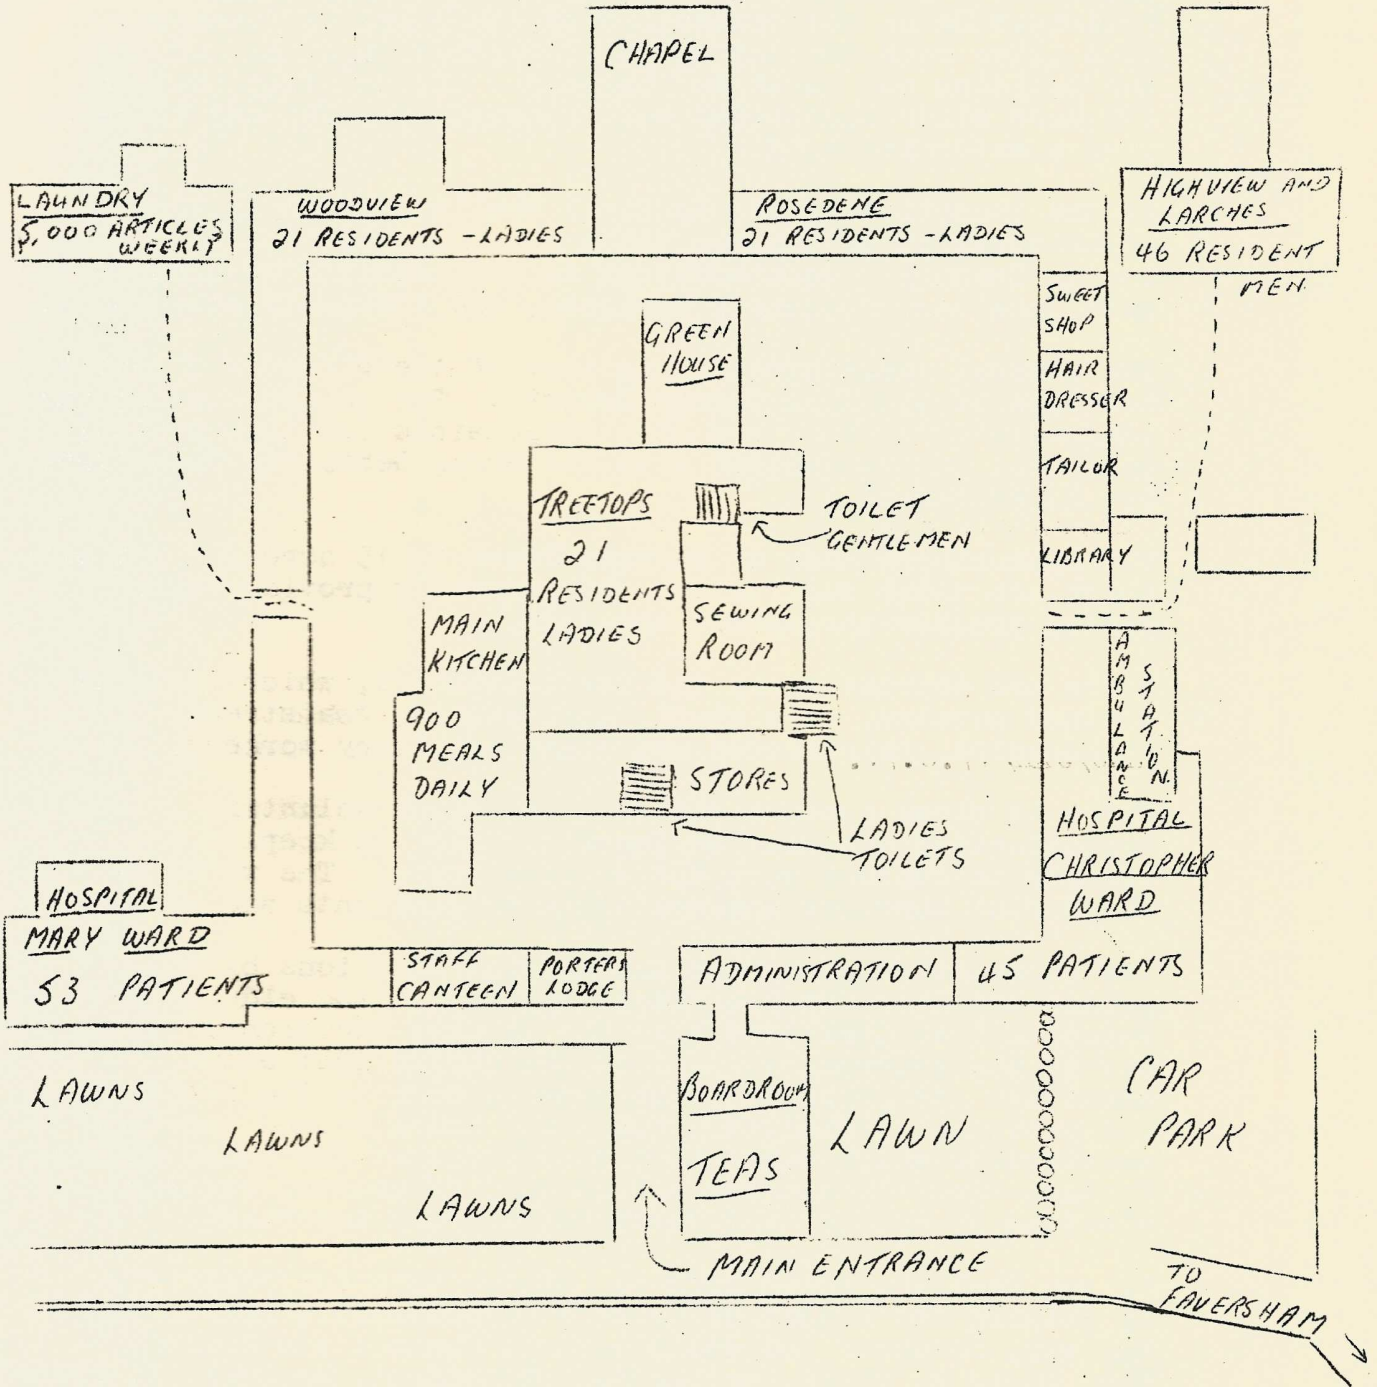 CHAPEL
LAUNDRY
5,000 ARTICLES
WEEKLY
WOODVIEW
21 RESIDENTS - LADIES
ROSEDENE
21 RESIDENTS - LADIES
HIGHVIEW AND
LARCHES
46 RESIDENT
MEN
SWEET
SHOP
HAIR
DRESSER
TAILOR
LIBRARY
GREEN
HOUSE
TREETOPS
21
RESIDENTS
LADIES
TOILET
GENTLEMEN
SEWING
ROOM
MAIN
KITCHEN
900
MEALS
DAILY
STORES
LADIES
TOILETS
AMBULANCE
STATION
HOSPITAL
CHRISTOPHER
WARD
45 PATIENTS
HOSPITAL
MARY WARD
53 PATIENTS
STAFF
CANTEEN
PORTERS
LODGE
ADMINISTRATION
LAWNS
LAWNS
LAWNS
BOARDROOM
TEAS
LAWN
CAR
PARK
MAIN ENTRANCE
TO
FAVERSHAM